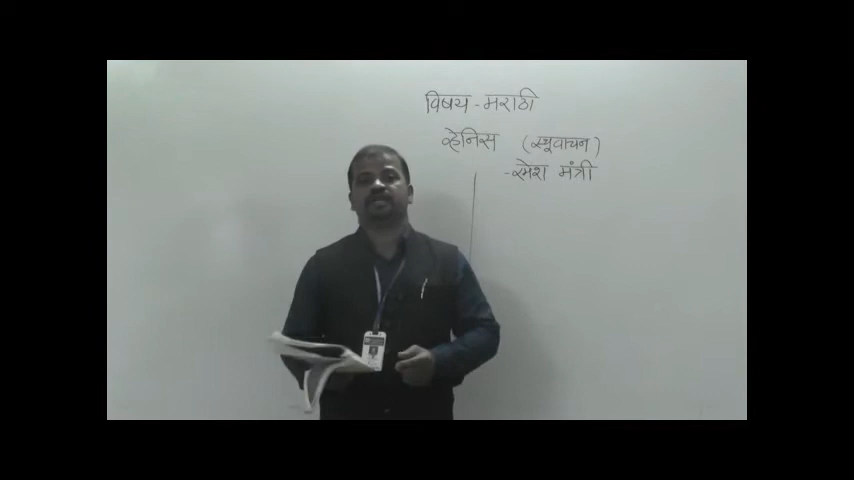 विषय - मराठी
व्हेनिस (स्थूवाचन)
- रमेश मंत्री